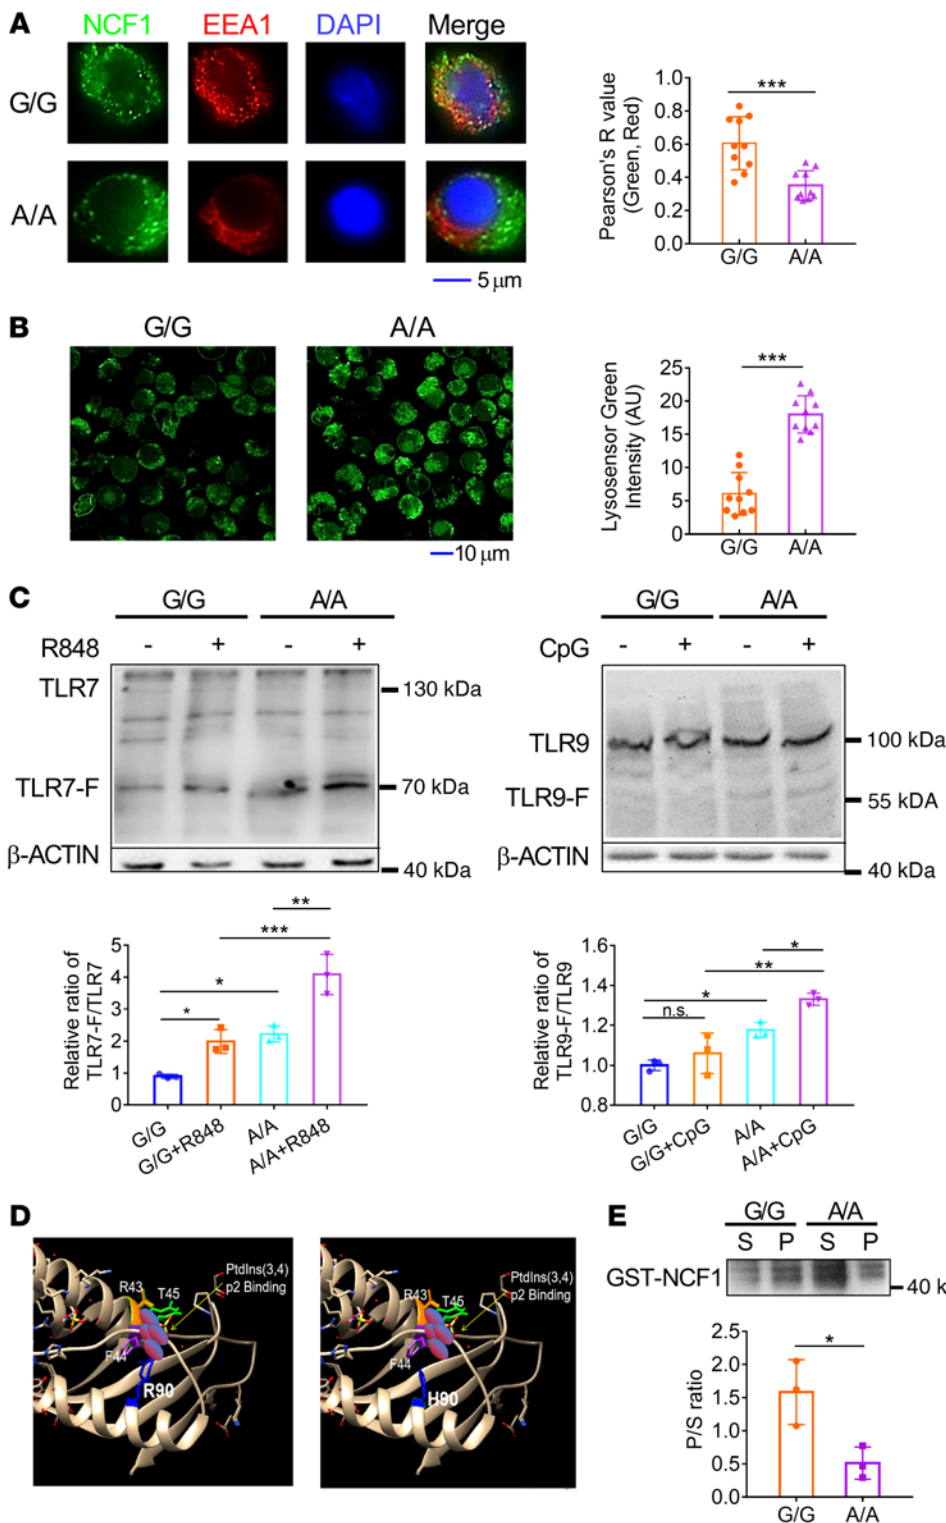 A
NCF1 EEA1 DAPI Merge
G/G
A/A
5 μm
Pearson's R value
(Green, Red)
1.0
0.8
0.6
0.4
0.2
0.0
***
G/G A/A
B
G/G A/A
10 μm
Lysosensor Green
Intensity (AU)
25
20
15
10
5
0
***
G/G A/A
C
G/G A/A
R848 - + - +
TLR7
130 kDa
TLR7-F
70 kDa
β-ACTIN
40 kDa
G/G A/A
CpG - + - +
TLR9
100 kDa
TLR9-F
55 kDA
β-ACTIN
40 kDa
Relative ratio of
TLR7-F/TLR7
5
4
3
2
1
0
**
***
*
*
G/G
G/G+R848
A/A
A/A+R848
Relative ratio of
TLR9-F/TLR9
1.6
1.4
1.2
1.0
0.8
*
**
*
n.s.
G/G
G/G+CpG
A/A
A/A+CpG
D
PtdIns(3,4)
p2 Binding
R43
T45
F44
R90
PtdIns(3,4)
p2 Binding
R43
T45
F44
H90
E
G/G A/A
S P S P
GST-NCF1
40 k
P/S ratio
2.5
2.0
1.5
1.0
0.5
0.0
*
G/G A/A